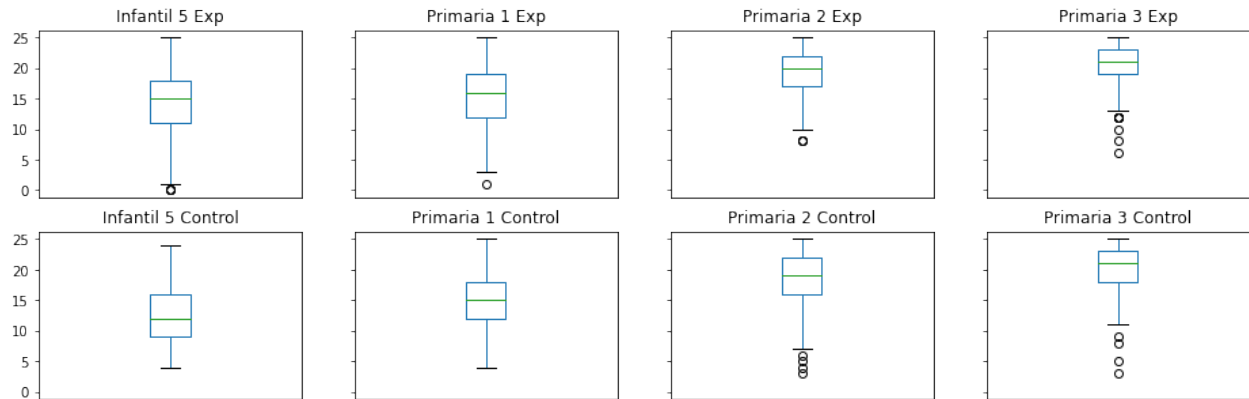 Infantil 5 Exp
Primaria 1 Exp
Primaria 2 Exp
Primaria 3 Exp
25
20
15
10
5
0
Infantil 5 Control
Primaria 1 Control
Primaria 2 Control
Primaria 3 Control
25
20
15
10
5
0